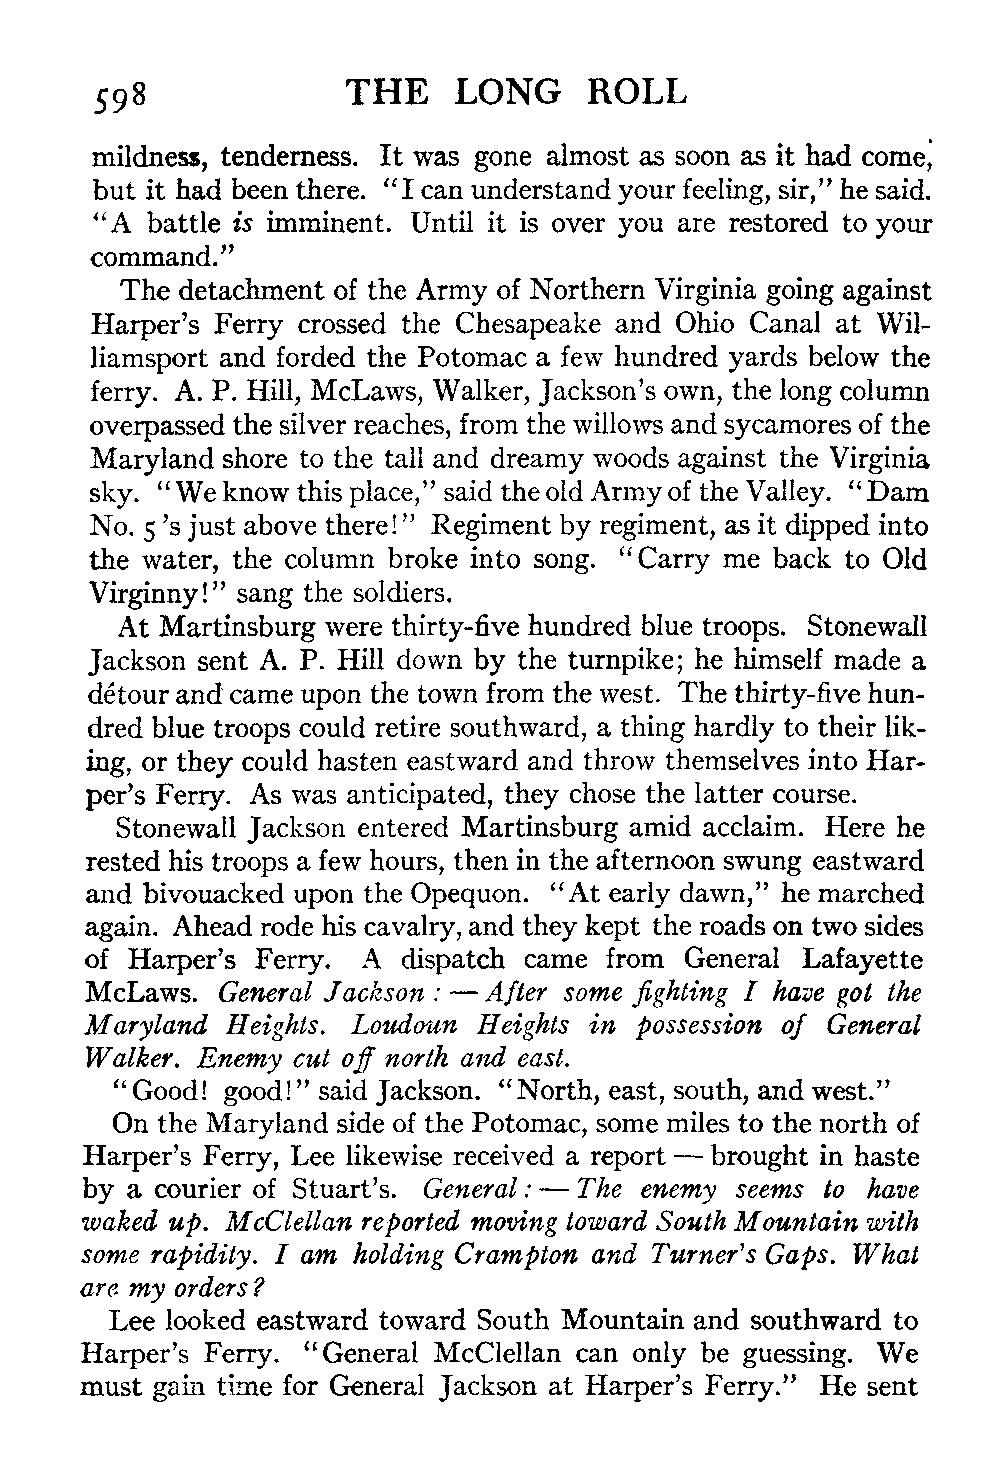 598 THE LONG ROLL
mildness, tenderness. It was gone almost as soon as it had come,
but it had been there. "I can understand your feeling, sir," he said.
"A battle is imminent. Until it is over you are restored to your
command."
The detachment of the Army of Northern Virginia going against
Harper's Ferry crossed the Chesapeake and Ohio Canal at Wil-
liamsport and forded the Potomac a few hundred yards below the
ferry. A. P. Hill, McLaws, Walker, Jackson's own, the long column
overpassed the silver reaches, from the willows and sycamores of the
Maryland shore to the tall and dreamy woods against the Virginia
sky. "We know this place," said the old Army of the Valley. "Dam
No. 5 's just above there!" Regiment by regiment, as it dipped into
the water, the column broke into song. "Carry me back to Old
Virginny!" sang the soldiers.
At Martinsburg were thirty-five hundred blue troops. Stonewall
Jackson sent A. P. Hill down by the turnpike; he himself made a
détour and came upon the town from the west. The thirty-five hun-
dred blue troops could retire southward, a thing hardly to their lik-
ing, or they could hasten eastward and throw themselves into Har-
per's Ferry. As was anticipated, they chose the latter course.
Stonewall Jackson entered Martinsburg amid acclaim. Here he
rested his troops a few hours, then in the afternoon swung eastward
and bivouacked upon the Opequon. "At early dawn," he marched
again. Ahead rode his cavalry, and they kept the roads on two sides
of Harper's Ferry. A dispatch came from General Lafayette
McLaws. General Jackson : — After some fighting I have got the
Maryland Heights. Loudoun Heights in possession of General
Walker. Enemy cut off north and east.
"Good! good!" said Jackson. "North, east, south, and west."
On the Maryland side of the Potomac, some miles to the north of
Harper's Ferry, Lee likewise received a report — brought in haste
by a courier of Stuart's. General : — The enemy seems to have
waked up. McClellan reported moving toward South Mountain with
some rapidity. I am holding Crampton and Turner's Gaps. What
are my orders?
Lee looked eastward toward South Mountain and southward to
Harper's Ferry. "General McClellan can only be guessing. We
must gain time for General Jackson at Harper's Ferry." He sent